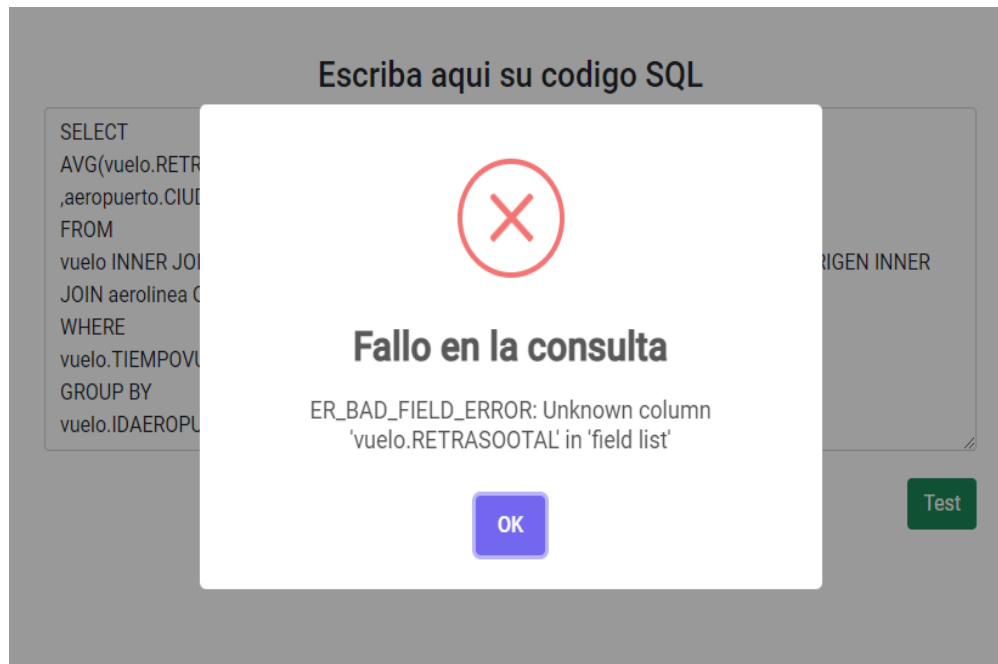 Escriba aqui su codigo SQL
SELECT
AVG(vuelo.RETR
,aeropuerto.CIUD
FROM
vuelo INNER JOI
RIGEN INNER
JOIN aerolinea
WHERE
vuelo.TIEMPOVU
GROUP BY
vuelo.IDAEROPU
Fallo en la consulta
ER_BAD_FIELD_ERROR: Unknown column
'vuelo.RETRASOOTAL' in 'field list'
OK
Test